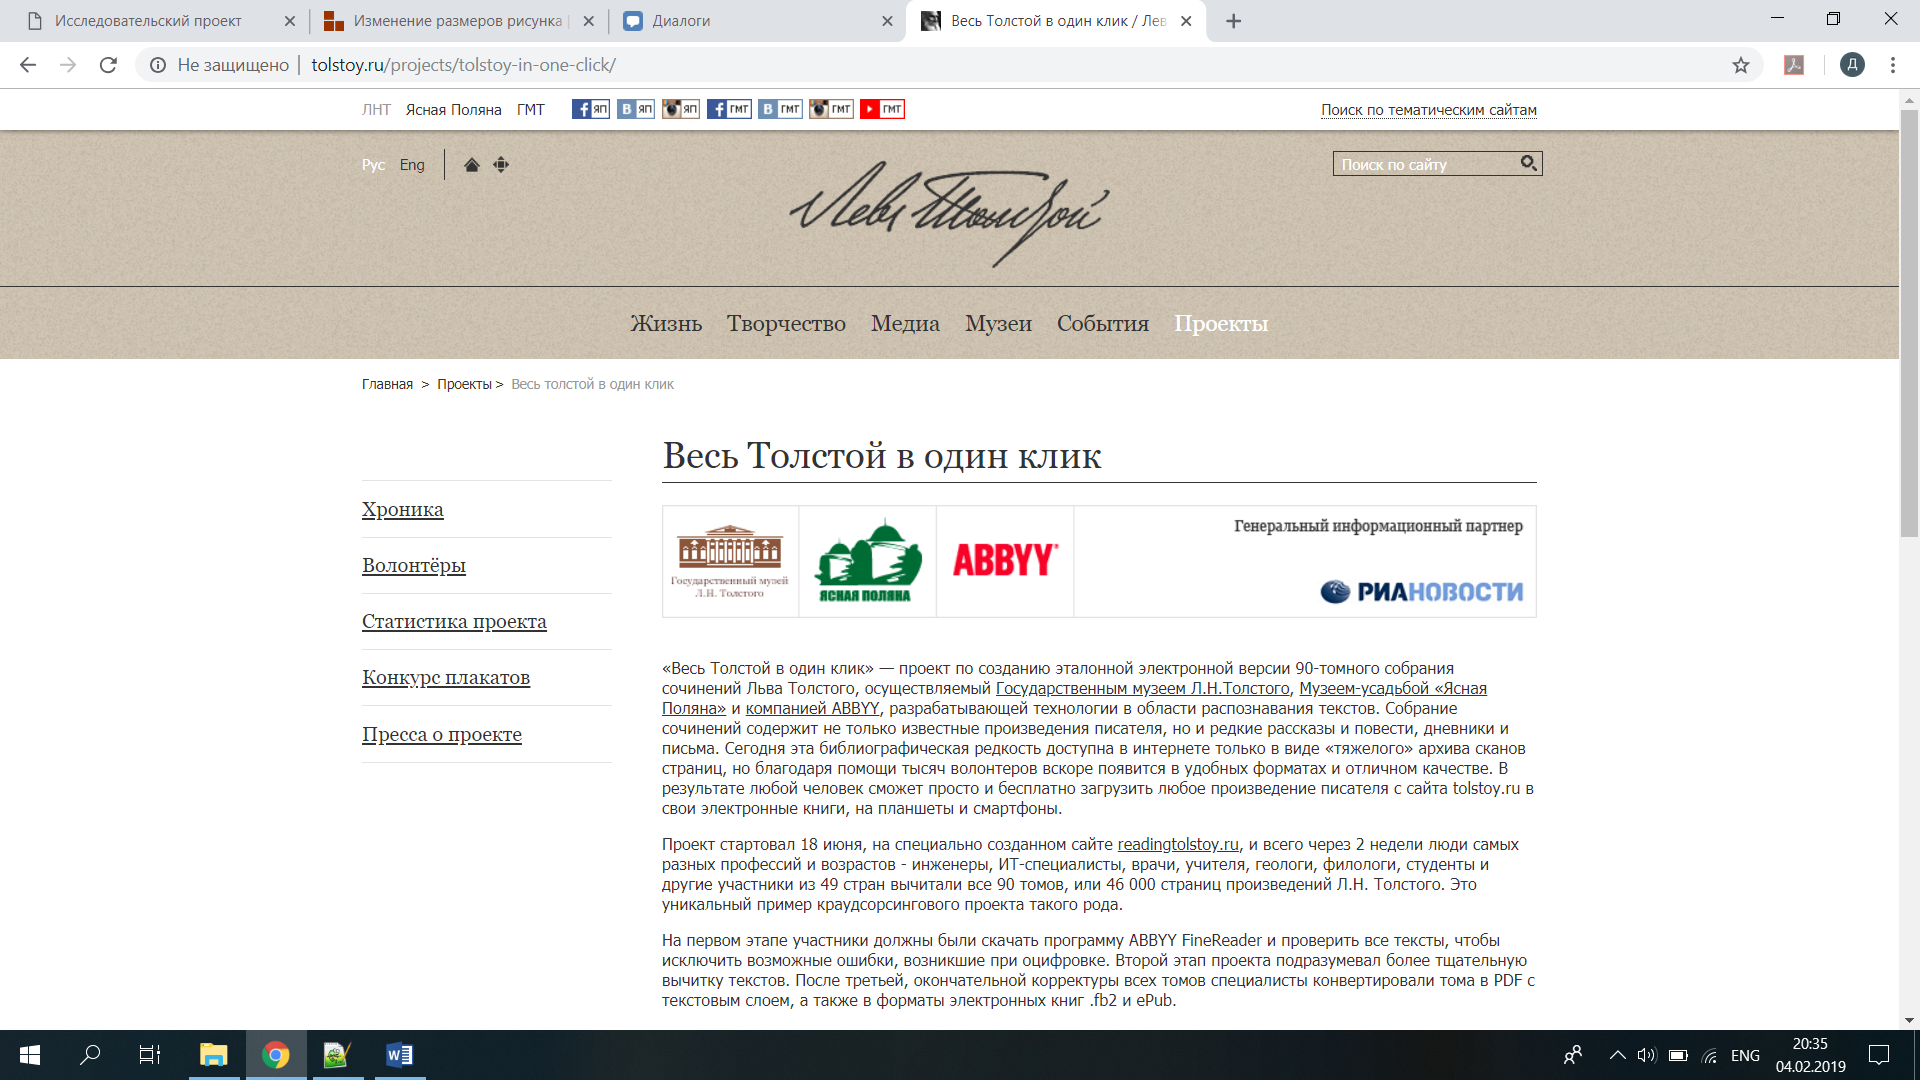 Исследовательский проект
Изменение размеров рисунка
Диалоги
Весь Толстой в один клик / Лев
Не защищено
tolstoy.ru/projects/tolstoy-in-one-click/
Д
ЛНТ Ясная Поляна ГМТ ЯП ЯП ЯП ГМТ ГМТ ГМТ ГМТ
Поиск по тематическим сайтам
Рус Eng
Поиск по сайту
Левъ Толстой
Жизнь Творчество Медиа Музеи События Проекты
Главная > Проекты > Весь толстой в один клик
Весь Толстой в один клик
Хроника
Волонтёры
Статистика проекта
Конкурс плакатов
Пресса о проекте
Государственный музей
Л.Н. Толстого
ЯСНАЯ ПОЛЯНА
ABBYY®
Генеральный информационный партнер
РИАНОВОСТИ
«Весь Толстой в один клик» — проект по созданию эталонной электронной версии 90-томного собрания
сочинений Льва Толстого, осуществляемый Государственным музеем Л.Н.Толстого, Музеем-усадьбой «Ясная
Поляна» и компанией ABBYY, разрабатывающей технологии в области распознавания текстов. Собрание
сочинений содержит не только известные произведения писателя, но и редкие рассказы и повести, дневники и
письма. Сегодня эта библиографическая редкость доступна в интернете только в виде «тяжелого» архива сканов
страниц, но благодаря помощи тысяч волонтеров вскоре появится в удобных форматах и отличном качестве. В
результате любой человек сможет просто и бесплатно загрузить любое произведение писателя с сайта tolstoy.ru в
свои электронные книги, на планшеты и смартфоны.
Проект стартовал 18 июня, на специально созданном сайте readingtolstoy.ru, и всего через 2 недели люди самых
разных профессий и возрастов - инженеры, ИТ-специалисты, врачи, учителя, геологи, филологи, студенты и
другие участники из 49 стран вычитали все 90 томов, или 46 000 страниц произведений Л.Н. Толстого. Это
уникальный пример краудсорсингового проекта такого рода.
На первом этапе участники должны были скачать программу ABBYY FineReader и проверить все тексты, чтобы
исключить возможные ошибки, возникшие при оцифровке. Второй этап проекта подразумевал более тщательную
вычитку текстов. После третьей, окончательной корректуры всех томов специалисты конвертировали тома в PDF с
текстовым слоем, а также в форматы электронных книг .fb2 и ePub.
ENG
20:35
04.02.2019